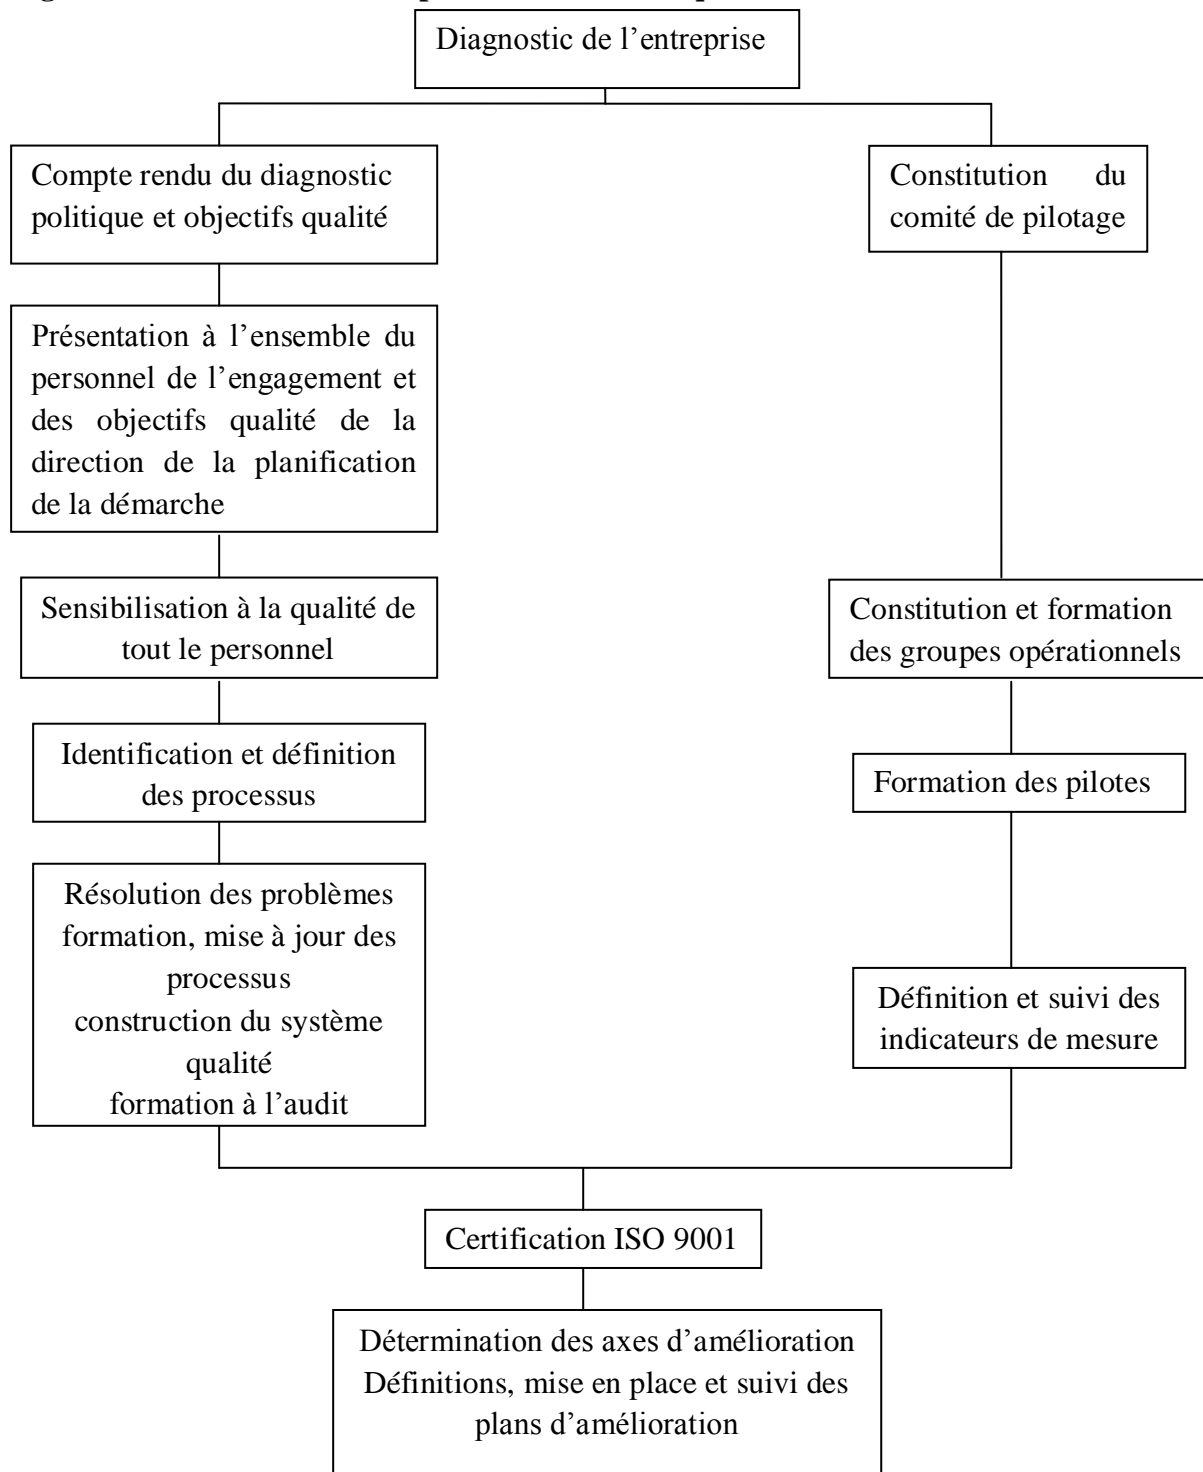 Diagnostic de l’entreprise
Compte rendu du diagnostic
politique et objectifs qualité
Constitution du
comité de pilotage
Présentation à l’ensemble du
personnel de l’engagement et
des objectifs qualité de la
direction de la planification
de la démarche
Sensibilisation à la qualité de
tout le personnel
Constitution et formation
des groupes opérationnels
Identification et définition
des processus
Formation des pilotes
Résolution des problèmes
formation, mise à jour des
processus
construction du système
qualité
formation à l’audit
Définition et suivi des
indicateurs de mesure
Certification ISO 9001
Détermination des axes d’amélioration
Définitions, mise en place et suivi des
plans d’amélioration